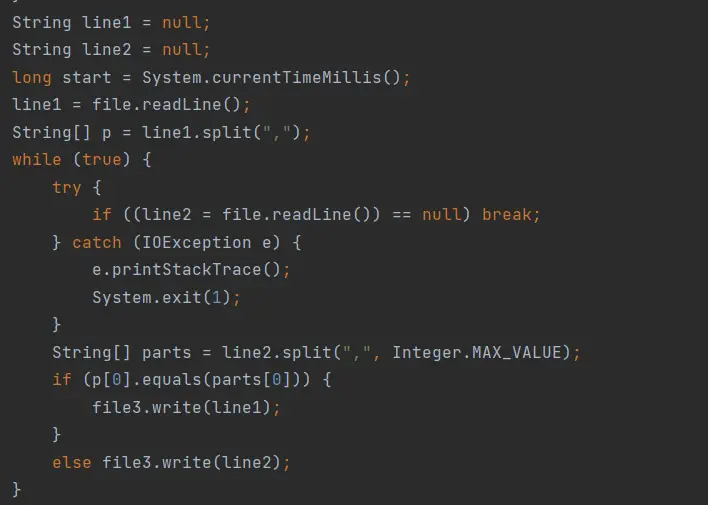 String line1 = null;
String line2 = null;
long start = System.currentTimeMillis();
line1 = file.readLine();
String[] p = line1.split(",");
while (true) {
    try {
        if ((line2 = file.readLine()) == null) break;
    } catch (IOException e) {
        e.printStackTrace();
        System.exit(1);
    }
    String[] parts = line2.split(",", Integer.MAX_VALUE);
    if (p[0].equals(parts[0])) {
        file3.write(line1);
    }
    else file3.write(line2);
}